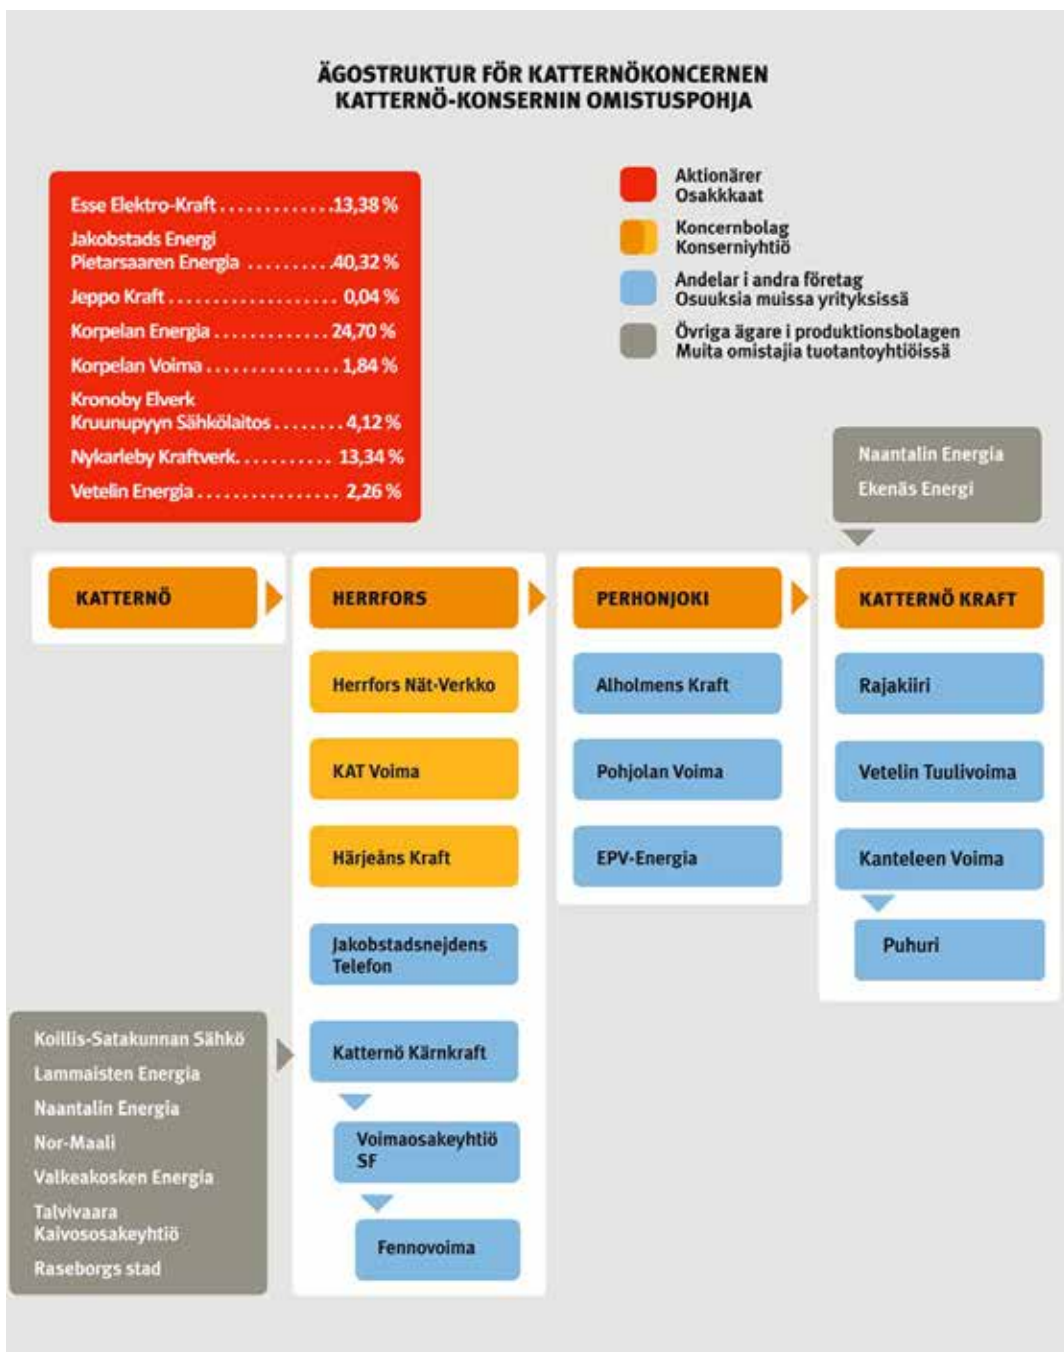 ÄGOSTRUKTUR FÖR KATTERNÖKONCERNEN
KATTERNÖ-KONSERNIN OMISTUSPOHJA
Esse Elektro-Kraft.............13,38 %
Jakobstads Energi
Pietarsaaren Energia ..........40,32 %
Jeppo Kraft.................... 0,04 %
Korpelan Energia...............24,70 %
Korpelan Voima ................1,84 %
Kronoby Elverk
Kruunupyyn Sähkölaitos ........ 4,12 %
Nykarleby Kraftverk............ 13,34 %
Vetelin Energia................. 2,26 %
Aktionärer
Osakkkaat
Koncernbolag
Konserniyhtiö
Andelar i andra företag
Osuuksia muissa yrityksissä
Övriga ägare i produktionsbolagen
Muita omistajia tuotantoyhtiöissä
Naantalin Energia
Ekenäs Energi
KATTERNÖ
HERRFORS
PERHONJOKI
KATTERNÖ KRAFT
Herrfors Nät-Verkko
KAT Voima
Härjeåns Kraft
Jakobstadsnejdens
Telefon
Katternö Kärnkraft
Voimaosakeyhtiö
SF
Fennovoima
Alholmens Kraft
Pohjolan Voima
EPV-Energia
Rajakiiri
Vetelin Tuulivoima
Kanteleen Voima
Puhuri
Koillis-Satakunnan Sähkö
Lammaisten Energia
Naantalin Energia
Nor-Maali
Valkeakosken Energia
Talvivaara
Kaivososakeyhtiö
Raseborgs stad